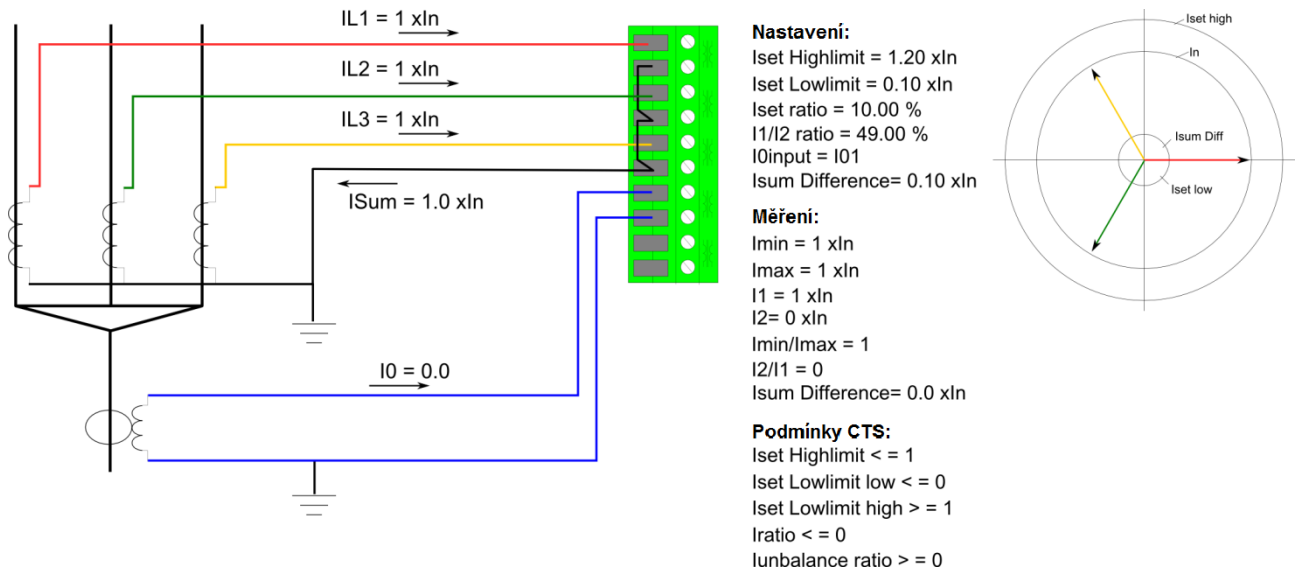 IL1 = 1 xIn
IL2 = 1 xIn
IL3 = 1 xIn
ISum = 1.0 xIn
I0 = 0.0
Nastavení:
Iset Highlimit = 1.20 xIn
Iset Lowlimit = 0.10 xIn
Iset ratio = 10.00 %
I1/I2 ratio = 49.00 %
I0input = I01
Isum Difference= 0.10 xIn
Měření:
Imin = 1 xIn
Imax = 1 xIn
I1 = 1 xIn
I2= 0 xIn
Imin/Imax = 1
I2/I1 = 0
Isum Difference= 0.0 xIn
Podmínky CTS:
Iset Highlimit < = 1
Iset Lowlimit low < = 0
Iset Lowlimit high > = 1
Iratio < = 0
Iunbalance ratio > = 0
Iset high
In
Isum Diff
Iset low